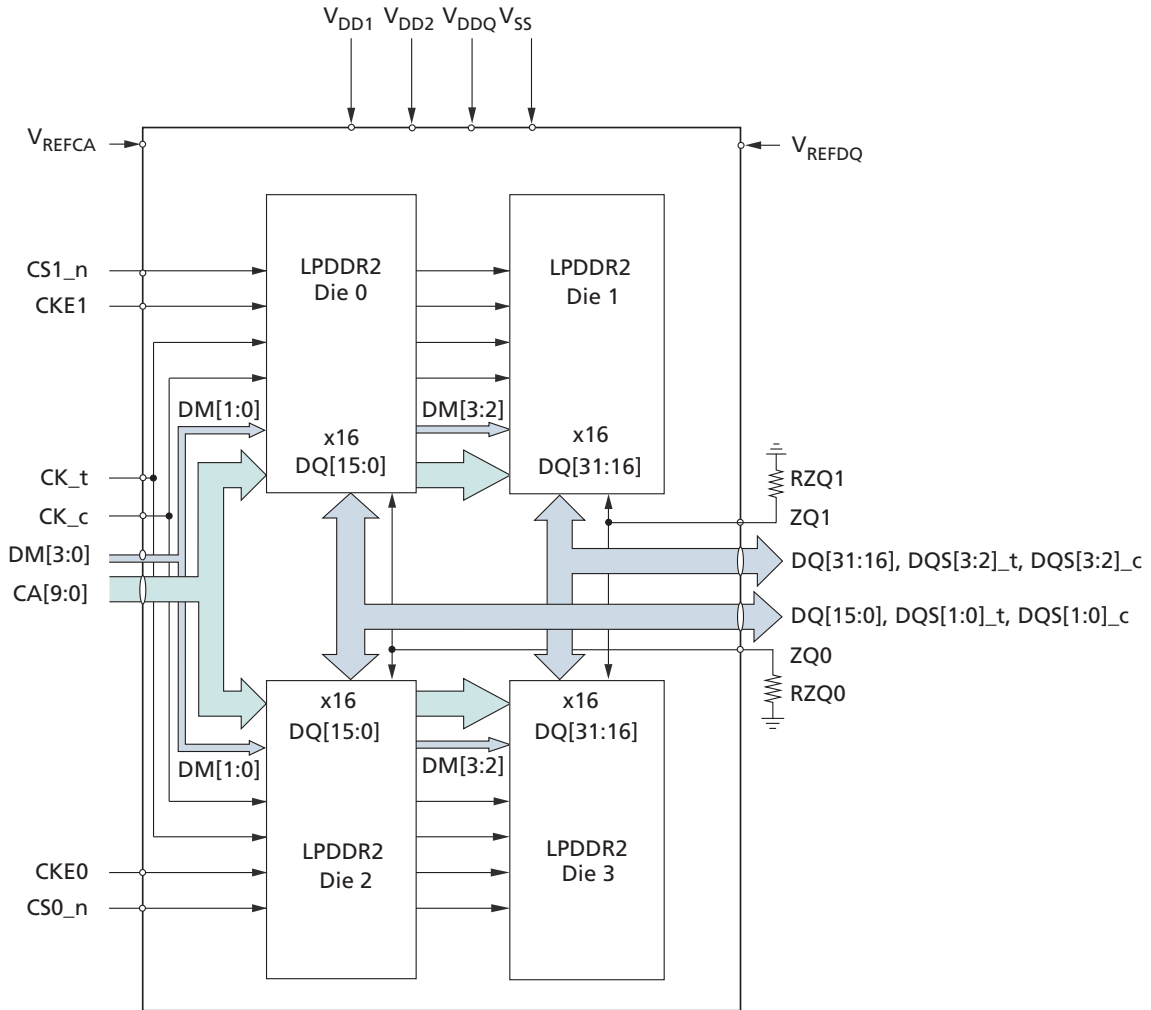 VDD1 VDD2 VDDQ VSS
VREFCA
VREFDQ
CS1_n
CKE1
LPDDR2
Die 0
LPDDR2
Die 1
DM[1:0]
DM[3:2]
x16
DQ[15:0]
x16
DQ[31:16]
CK_t
CK_c
DM[3:0]
CA[9:0]
RZQ1
ZQ1
DQ[31:16], DQS[3:2]_t, DQS[3:2]_c
DQ[15:0], DQS[1:0]_t, DQS[1:0]_c
ZQ0
RZQ0
x16
DQ[15:0]
x16
DQ[31:16]
DM[1:0]
DM[3:2]
LPDDR2
Die 2
LPDDR2
Die 3
CKE0
CS0_n